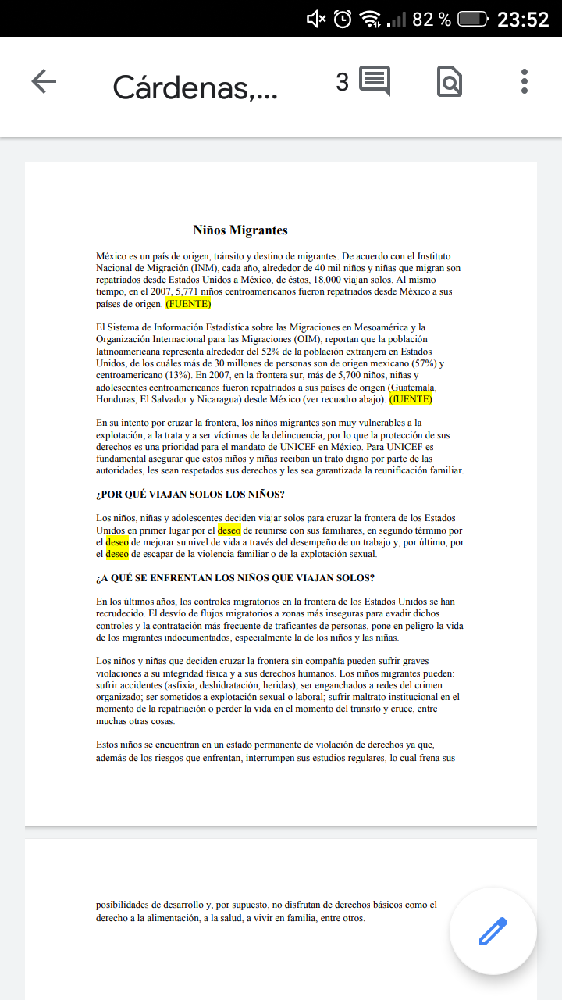 82 % 23:52
Cárdenas,... 3
Niños Migrantes
México es un país de origen, tránsito y destino de migrantes. De acuerdo con el Instituto
Nacional de Migración (INM), cada año, alrededor de 40 mil niños y niñas que migran son
repatriados desde Estados Unidos a México, de éstos, 18,000 viajan solos. Al mismo
tiempo, en el 2007, 5,771 niños centroamericanos fueron repatriados desde México a sus
países de origen. (FUENTE)
El Sistema de Información Estadística sobre las Migraciones en Mesoamérica y la
Organización Internacional para las Migraciones (OIM), reportan que la población
latinoamericana representa alrededor del 52% de la población extranjera en Estados
Unidos, de los cuáles más de 30 millones de personas son de origen mexicano (57%) y
centroamericano (13%). En 2007, en la frontera sur, más de 5,700 niños, niñas y
adolescentes centroamericanos fueron repatriados a sus países de origen (Guatemala,
Honduras, El Salvador y Nicaragua) desde México (ver recuadro abajo). (fUENTE)
En su intento por cruzar la frontera, los niños migrantes son muy vulnerables a la
explotación, a la trata y a ser víctimas de la delincuencia, por lo que la protección de sus
derechos es una prioridad para el mandato de UNICEF en México. Para UNICEF es
fundamental asegurar que estos niños y niñas reciban un trato digno por parte de las
autoridades, les sean respetados sus derechos y les sea garantizada la reunificación familiar.
¿POR QUÉ VIAJAN SOLOS LOS NIÑOS?
Los niños, niñas y adolescentes deciden viajar solos para cruzar la frontera de los Estados
Unidos en primer lugar por el deseo de reunirse con sus familiares, en segundo término por
el deseo de mejorar su nivel de vida a través del desempeño de un trabajo y, por último, por
el deseo de escapar de la violencia familiar o de la explotación sexual.
¿A QUÉ SE ENFRENTAN LOS NIÑOS QUE VIAJAN SOLOS?
En los últimos años, los controles migratorios en la frontera de los Estados Unidos se han
recrudecido. El desvío de flujos migratorios a zonas más inseguras para evadir dichos
controles y la contratación más frecuente de traficantes de personas, pone en peligro la vida
de los migrantes indocumentados, especialmente la de los niños y las niñas.
Los niños y niñas que deciden cruzar la frontera sin compañía pueden sufrir graves
violaciones a su integridad física y a sus derechos humanos. Los niños migrantes pueden:
sufrir accidentes (asfixia, deshidratación, heridas); ser enganchados a redes del crimen
organizado; ser sometidos a explotación sexual o laboral; sufrir maltrato institucional en el
momento de la repatriación o perder la vida en el momento del transito y cruce, entre
muchas otras cosas.
Estos niños se encuentran en un estado permanente de violación de derechos ya que,
además de los riesgos que enfrentan, interrumpen sus estudios regulares, lo cual frena sus
posibilidades de desarrollo y, por supuesto, no disfrutan de derechos básicos como el
derecho a la alimentación, a la salud, a vivir en familia, entre otros.